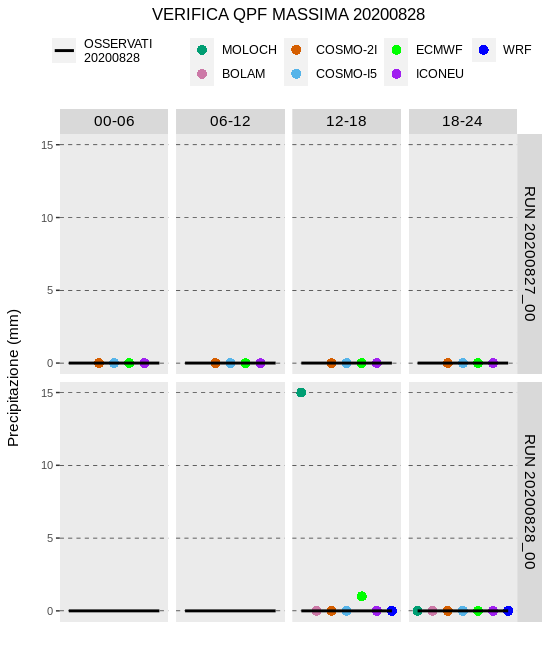 VERIFICA QPF MASSIMA 20200828
OSSERVATI
20200828
MOLOCH
COSMO-2I
ECMWF
WRF
BOLAM
COSMO-I5
ICONEU
00-06
06-12
12-18
18-24
15
10
5
0
RUN 20200827_00
15
10
5
0
RUN 20200828_00
Precipitazione (mm)